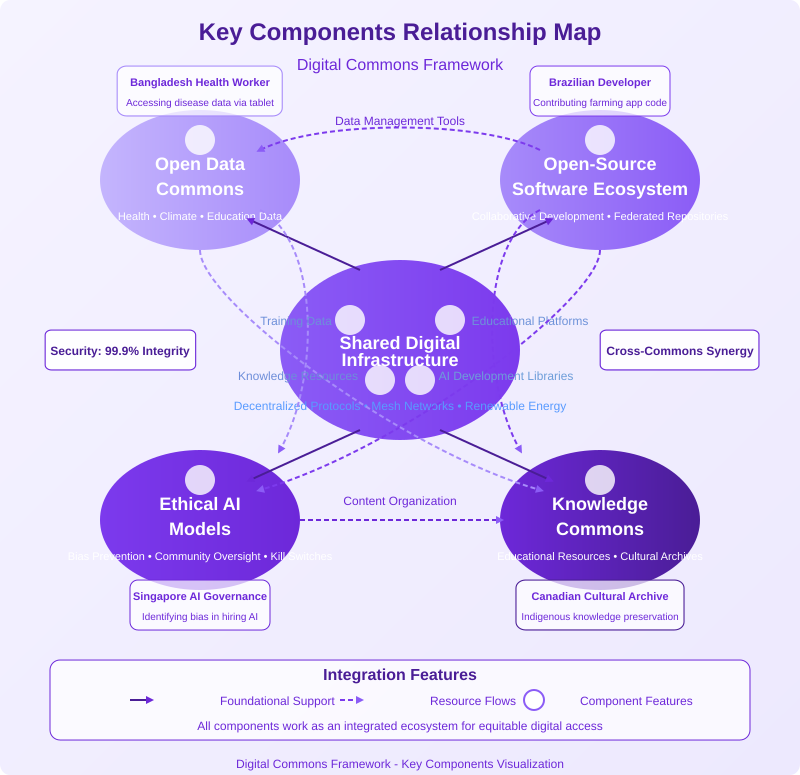 Key Components Relationship Map
Digital Commons Framework
Bangladesh Health Worker
Accessing disease data via tablet
Brazilian Developer
Contributing farming app code
Data Management Tools
Open Data
Commons
Health • Climate • Education Data
Open-Source
Software Ecosystem
Collaborative Development • Federated Repositories
Training Data
Educational Platforms
Shared Digital
Infrastructure
Security: 99.9% Integrity
Cross-Commons Synergy
Knowledge Resources
AI Development Libraries
Decentralized Protocols • Mesh Networks • Renewable Energy
Ethical AI
Models
Bias Prevention • Community Oversight • Kill Switches
Content Organization
Knowledge
Commons
Educational Resources • Cultural Archives
Singapore AI Governance
Identifying bias in hiring AI
Canadian Cultural Archive
Indigenous knowledge preservation
Integration Features
Foundational Support
Resource Flows
Component Features
All components work as an integrated ecosystem for equitable digital access
Digital Commons Framework - Key Components Visualization